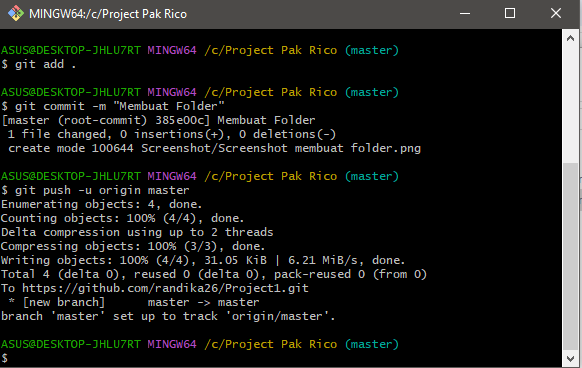 MINGW64:/c/Project Pak Rico
ASUS@DESKTOP-JHLU7RT MINGW64 /c/Project Pak Rico (master)
$ git add .
ASUS@DESKTOP-JHLU7RT MINGW64 /c/Project Pak Rico (master)
$ git commit -m "Membuat Folder"
[master (root-commit) 385e00c] Membuat Folder
 1 file changed, 0 insertions(+), 0 deletions(-)
 create mode 100644 Screenshot/Screenshot membuat folder.png
ASUS@DESKTOP-JHLU7RT MINGW64 /c/Project Pak Rico (master)
$ git push -u origin master
Enumerating objects: 4, done.
Counting objects: 100% (4/4), done.
Delta compression using up to 2 threads
Compressing objects: 100% (3/3), done.
Writing objects: 100% (4/4), 31.05 KiB | 6.21 MiB/s, done.
Total 4 (delta 0), reused 0 (delta 0), pack-reused 0 (from 0)
To https://github.com/randika26/Project1.git
 * [new branch]      master -> master
branch 'master' set up to track 'origin/master'.
ASUS@DESKTOP-JHLU7RT MINGW64 /c/Project Pak Rico (master)
$